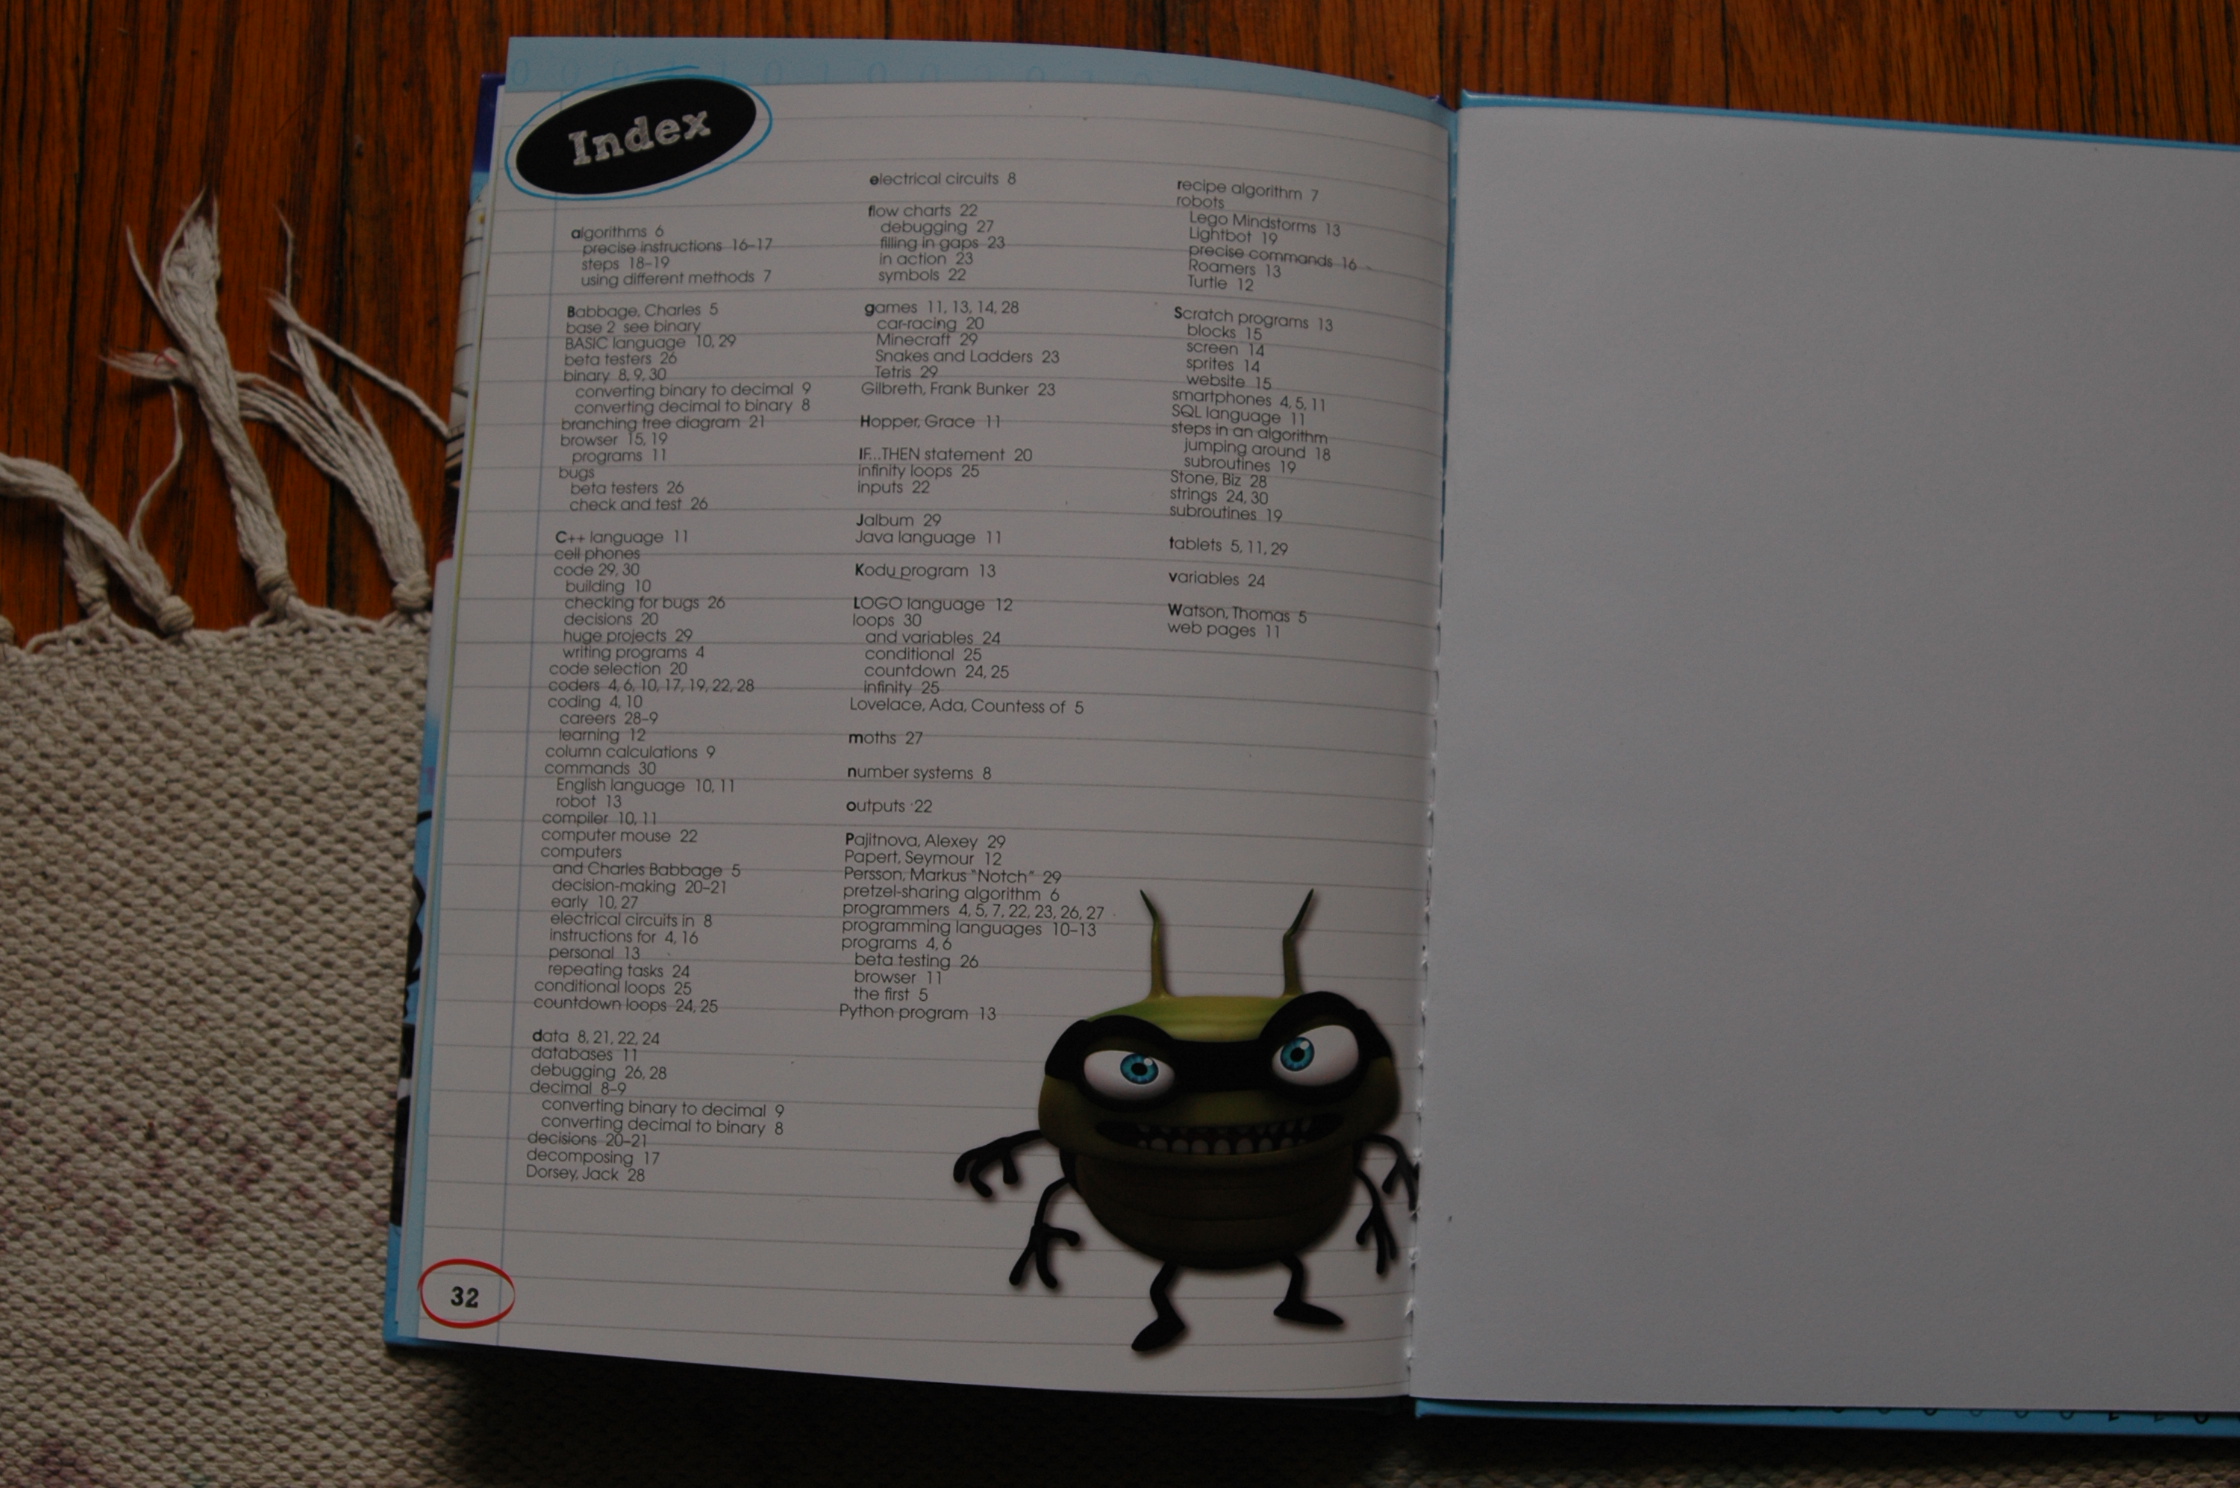 Index
algorithms 6
precise instructions 16–17
steps 18–19
using different methods 7
Babbage, Charles 5
base 2 see binary
BASIC language 10, 29
beta testers 26
binary 8, 9, 30
converting binary to decimal 9
converting decimal to binary 8
branching tree diagram 21
browser 15, 19
programs 11
bugs
beta testers 26
check and test 26
C++ language 11
cell phones
code 29, 30
building 10
checking for bugs 26
decisions 20
huge projects 29
writing programs 4
code selection 20
coders 4, 6, 10, 17, 19, 22, 28
coding 4, 10
careers 28–9
learning 12
column calculations 9
commands 30
English language 10, 11
robot 13
compiler 10, 11
computer mouse 22
computers
and Charles Babbage 5
decision-making 20–21
early 10, 27
electrical circuits in 8
instructions for 4, 16
personal 13
repeating tasks 24
conditional loops 25
countdown loops 24, 25
data 8, 21, 22, 24
databases 11
debugging 26, 28
decimal 8–9
converting binary to decimal 9
converting decimal to binary 8
decisions 20–21
decomposing 17
Dorsey, Jack 28
electrical circuits 8
flow charts 22
debugging 27
filling in gaps 23
in action 23
symbols 22
games 11, 13, 14, 28
car-racing 20
Minecraft 29
Snakes and Ladders 23
Tetris 29
Gilbreth, Frank Bunker 23
Hopper, Grace 11
IF...THEN statement 20
infinity loops 25
inputs 22
Jalbum 29
Java language 11
Kodu program 13
LOGO language 12
loops 30
and variables 24
conditional 25
countdown 24, 25
infinity 25
Lovelace, Ada, Countess of 5
moths 27
number systems 8
outputs 22
Pajitnova, Alexey 29
Papert, Seymour 12
Persson, Markus "Notch" 29
pretzel-sharing algorithm 6
programmers 4, 5, 7, 22, 23, 26, 27
programming languages 10–13
programs 4, 6
beta testing 26
browser 11
the first 5
Python program 13
recipe algorithm 7
robots
Lego Mindstorms 13
Lightbot 19
precise commands 16
Roamers 13
Turtle 12
Scratch programs 13
blocks 15
screen 14
sprites 14
website 15
smartphones 4, 5, 11
SQL language 11
steps in an algorithm
jumping around 18
subroutines 19
Stone, Biz 28
strings 24, 30
subroutines 19
tablets 5, 11, 29
variables 24
Watson, Thomas 5
web pages 11
32